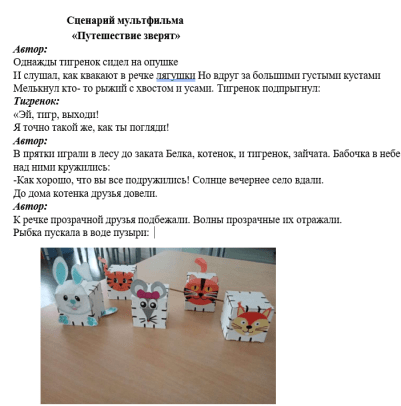 Сценарий мультфильма
«Путешествие зверят»
Автор:
Однажды тигренок сидел на опушке
И слушал, как квакают в речке лягушки Но вдруг за большими густыми кустами
Мелькнул кто- то рыжий с хвостом и усами. Тигренок подпрыгнул:
Тигренок:
«Эй, тигр, выходи!
Я точно такой же, как ты погляди!
Автор:
В прятки играли в лесу до заката Белка, котенок, и тигренок, зайчата. Бабочка в небе
над ними кружились:
-Как хорошо, что вы все подружились! Солнце вечернее село вдали.
До дома котенка друзья довели.
Автор:
К речке прозрачной друзья подбежали. Волны прозрачные их отражали.
Рыбка пускала в воде пузыри: